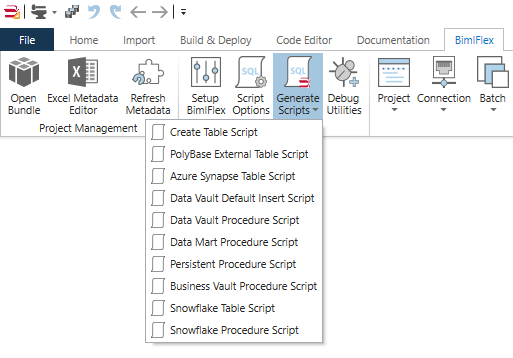 File Home Import Build & Deploy Code Editor Documentation BimlFlex
Open Bundle Excel Metadata Editor Refresh Metadata Setup BimlFlex SQL Script Options SQL Generate Scripts Debug Utilities Project Connection Batch
Project Management
Create Table Script
PolyBase External Table Script
Azure Synapse Table Script
Data Vault Default Insert Script
Data Vault Procedure Script
Data Mart Procedure Script
Persistent Procedure Script
Business Vault Procedure Script
Snowflake Table Script
Snowflake Procedure Script